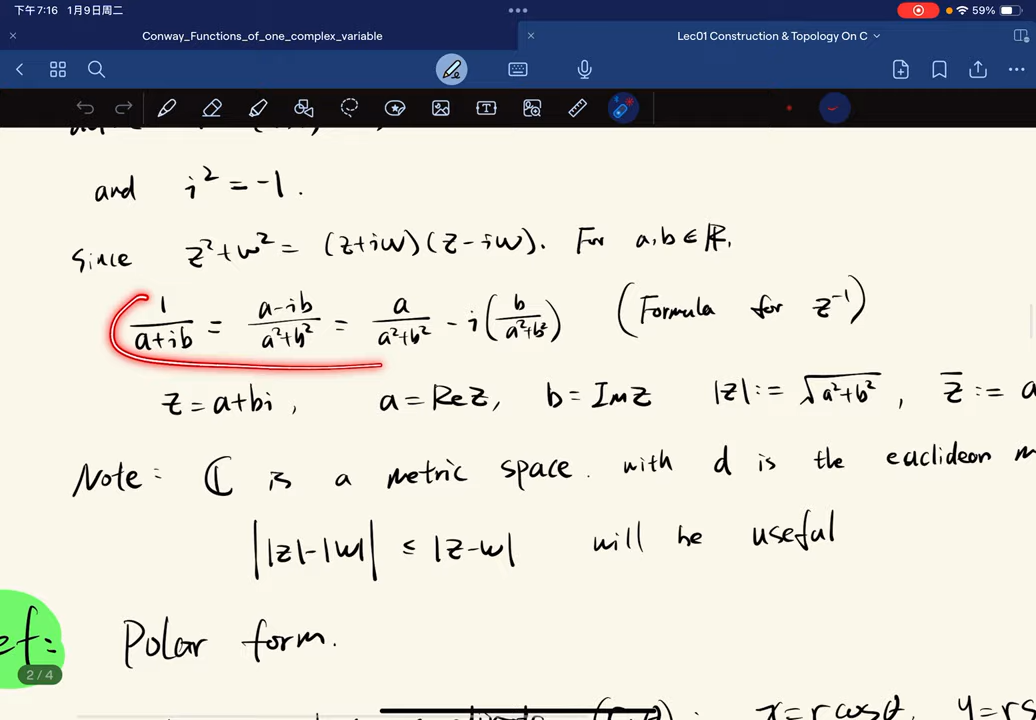 下午7:16 1月9日周二 59%
Conway_Functions_of_one_complex_variable Lec01 Construction & Topology On C
and i² = -1.
Since z²+w² = (z+iw)(z-iw). For a,b ∈ ℝ,
1/(a+ib) = (a-ib)/(a²+b²) = a/(a²+b²) - i(b/(a²+b²)) (Formula for z⁻¹)
z = a+bi, a = Re z, b = Im z |z| := √(a²+b²), z̄ := a
Note: ℂ is a metric space. with d is the eauclideon m
||z|-|w|| ≤ |z-w| will be useful
ef:
Polar form.
2 / 4
x = r cos θ, y = rs